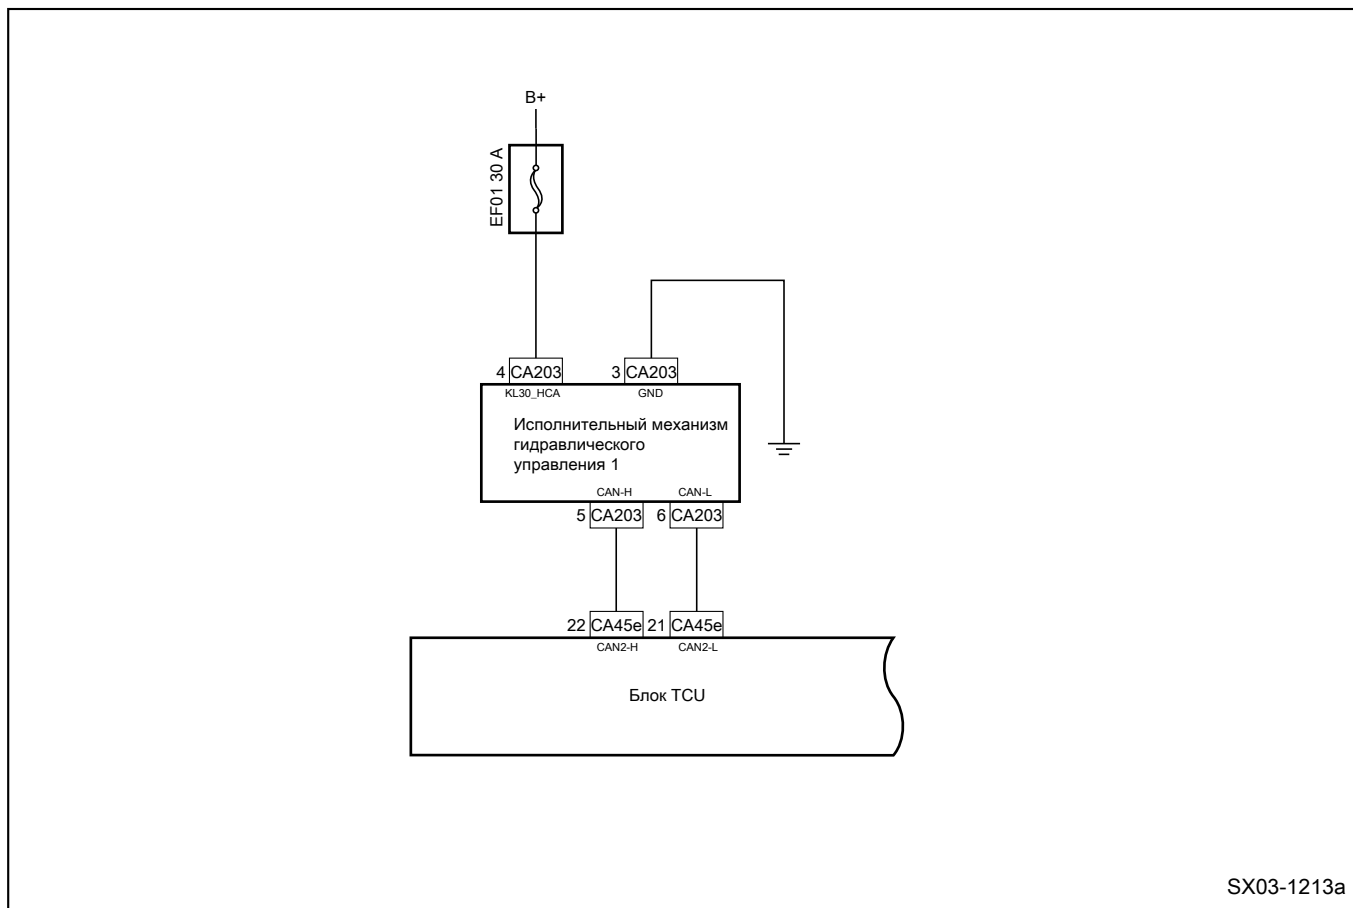 B+
EF01 30 A
4 CA203 3 CA203
KL30_HCA GND
Исполнительный механизм
гидравлического
управления 1
CAN-H CAN-L
5 CA203 6 CA203
22 CA45e 21 CA45e
CAN2-H CAN2-L
Блок TCU
SX03-1213a